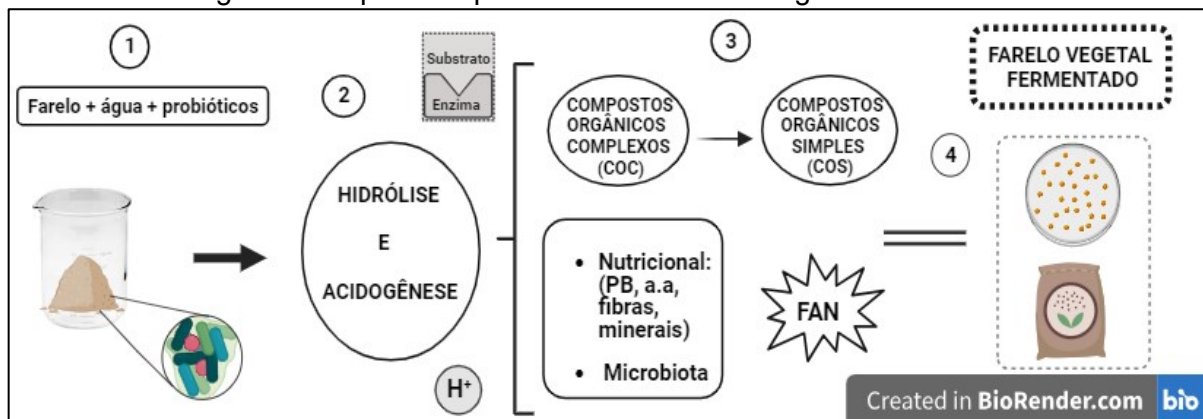 1
Farelo + água + probióticos
2
Substrato
Enzima
HIDRÓLISE
E
ACIDOGÊNESE
H+
3
COMPOSTOS
ORGÂNICOS
COMPLEXOS
(COC)
COMPOSTOS
ORGÂNICOS
SIMPLES
(COS)
• Nutricional:
(PB, a.a,
fibras,
minerais)
• Microbiota
FAN
4
FARELO VEGETAL
FERMENTADO
Created in BioRender.com bio